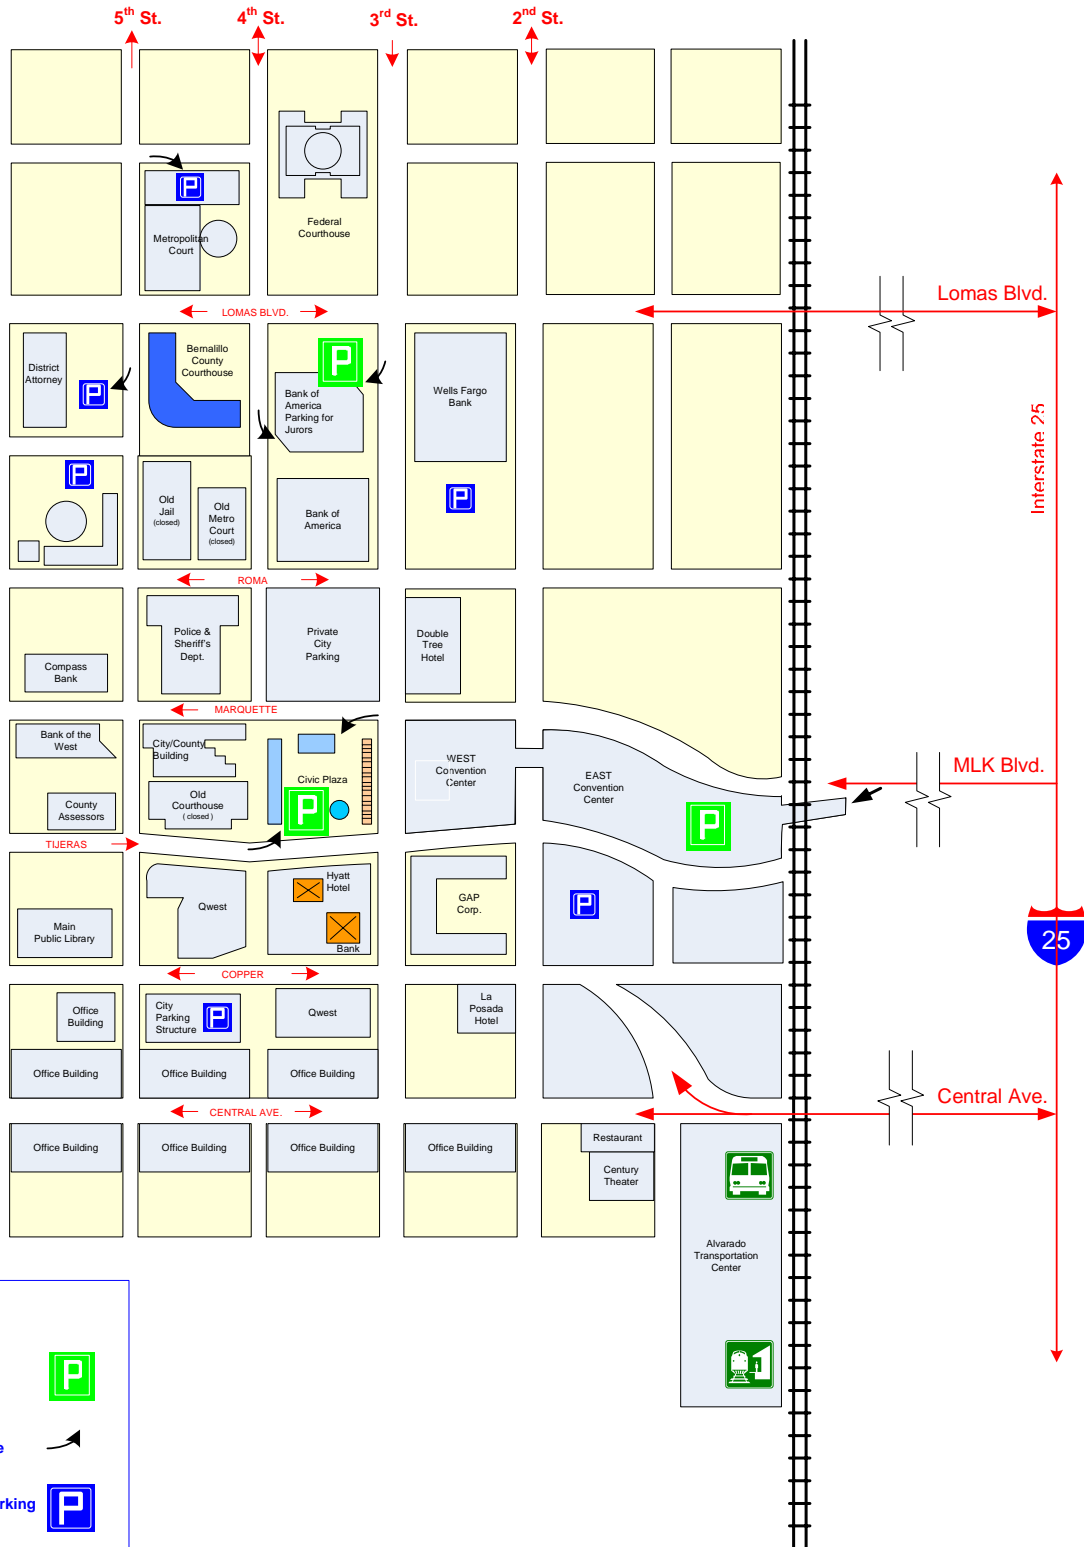 5th St.
4th St.
3rd St.
2nd St.
Federal
Courthouse
P
Metropolitan
Court
Lomas Blvd.
LOMAS BLVD.
District
Attorney
P
Bernalillo
County
Courthouse
P
Bank of
America
Parking for
Jurors
Wells Fargo
Bank
Interstate 25
P
Old
Jail
(closed)
Old
Metro
Court
(closed)
Bank of
America
P
ROMA
Compass
Bank
Police &
Sheriff's
Dept.
Private
City
Parking
Double
Tree
Hotel
MARQUETTE
Bank of the
West
City/County
Building
Civic Plaza
WEST
Convention
Center
EAST
Convention
Center
MLK Blvd.
County
Assessors
Old
Courthouse
( closed )
P
P
TIJERAS
Main
Public Library
Qwest
Hyatt
Hotel
Bank
GAP
Corp.
P
25
COPPER
Office
Building
City
Parking
Structure
P
Qwest
La
Posada
Hotel
Office Building
Office Building
Office Building
Central Ave.
CENTRAL AVE.
Office Building
Office Building
Office Building
Office Building
Restaurant
Century
Theater
Alvarado
Transportation
Center
P
e
rking
P